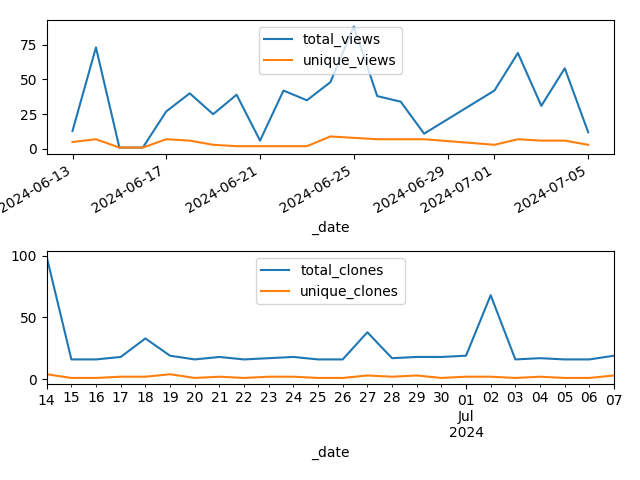 75
50
25
0
total_views
unique_views
2024-06-13
2024-06-17
2024-06-21
2024-06-25
2024-06-29
2024-07-01
2024-07-05
_date
100
50
0
total_clones
unique_clones
14 15 16 17 18 19 20 21 22 23 24 25 26 27 28 29 30 01 02 03 04 05 06 07
Jul
2024
_date